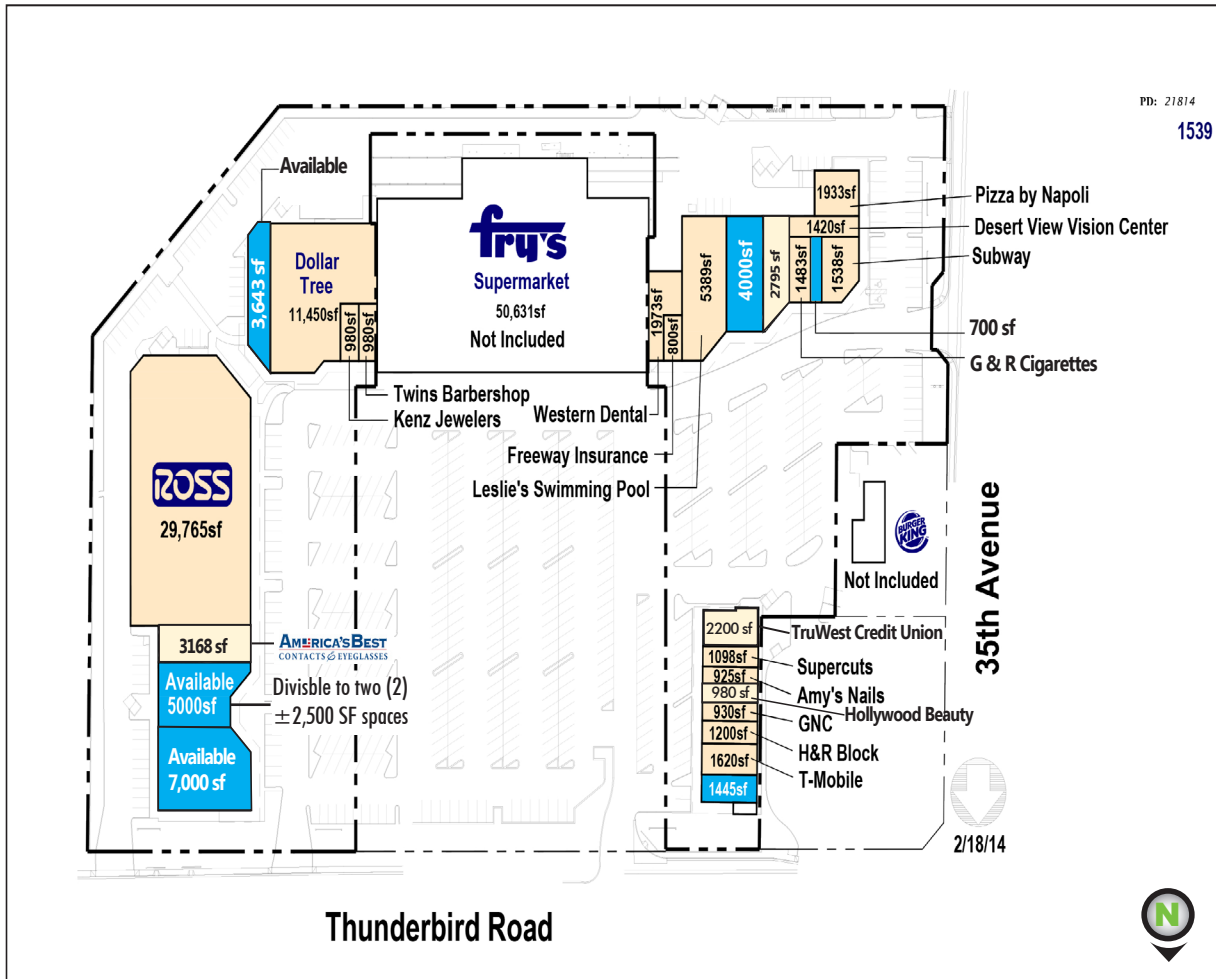 PD: 21814
1539
Available
1933sf
Pizza by Napoli
1420sf
Desert View Vision Center
Subway
fry's
Supermarket
50,631sf
Not Included
Dollar
Tree
11,450sf
3,643 sf
980sf
980sf
1973sf
800sf
5389sf
4000sf
2795 sf
1483sf
1538sf
700 sf
G & R Cigarettes
Twins Barbershop
Kenz Jewelers
Western Dental
Freeway Insurance
Leslie's Swimming Pool
ROSS
29,765sf
BURGER
KING
Not Included
35th Avenue
3168 sf
AMERICA'S BEST
CONTACTS & EYEGLASSES
Available
5000sf
Divisble to two (2)
±2,500 SF spaces
Available
7,000 sf
2200 sf
TruWest Credit Union
1098sf
Supercuts
925sf
Amy's Nails
980 sf
Hollywood Beauty
930sf
GNC
1200sf
H&R Block
1620sf
T-Mobile
1445sf
2/18/14
Thunderbird Road
N